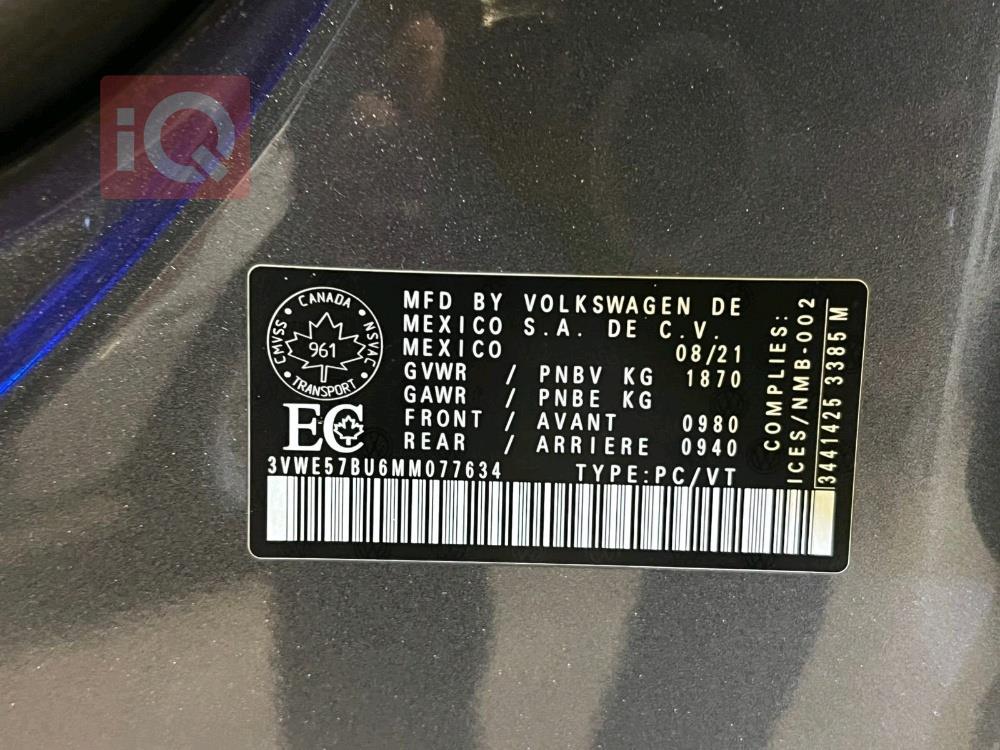 iQ
CANADA
CMVSS
NSVAC
961
TRANSPORT
EC
MFD BY VOLKSWAGEN DE
MEXICO S.A. DE C.V.
MEXICO 08/21
GVWR / PNBV KG 1870
GAWR / PNBE KG
FRONT / AVANT 0980
REAR / ARRIERE 0940
3VWE57BU6MM077634 TYPE:PC/VT
COMPLIES:
ICES/NMB-002
3441425 3385 M